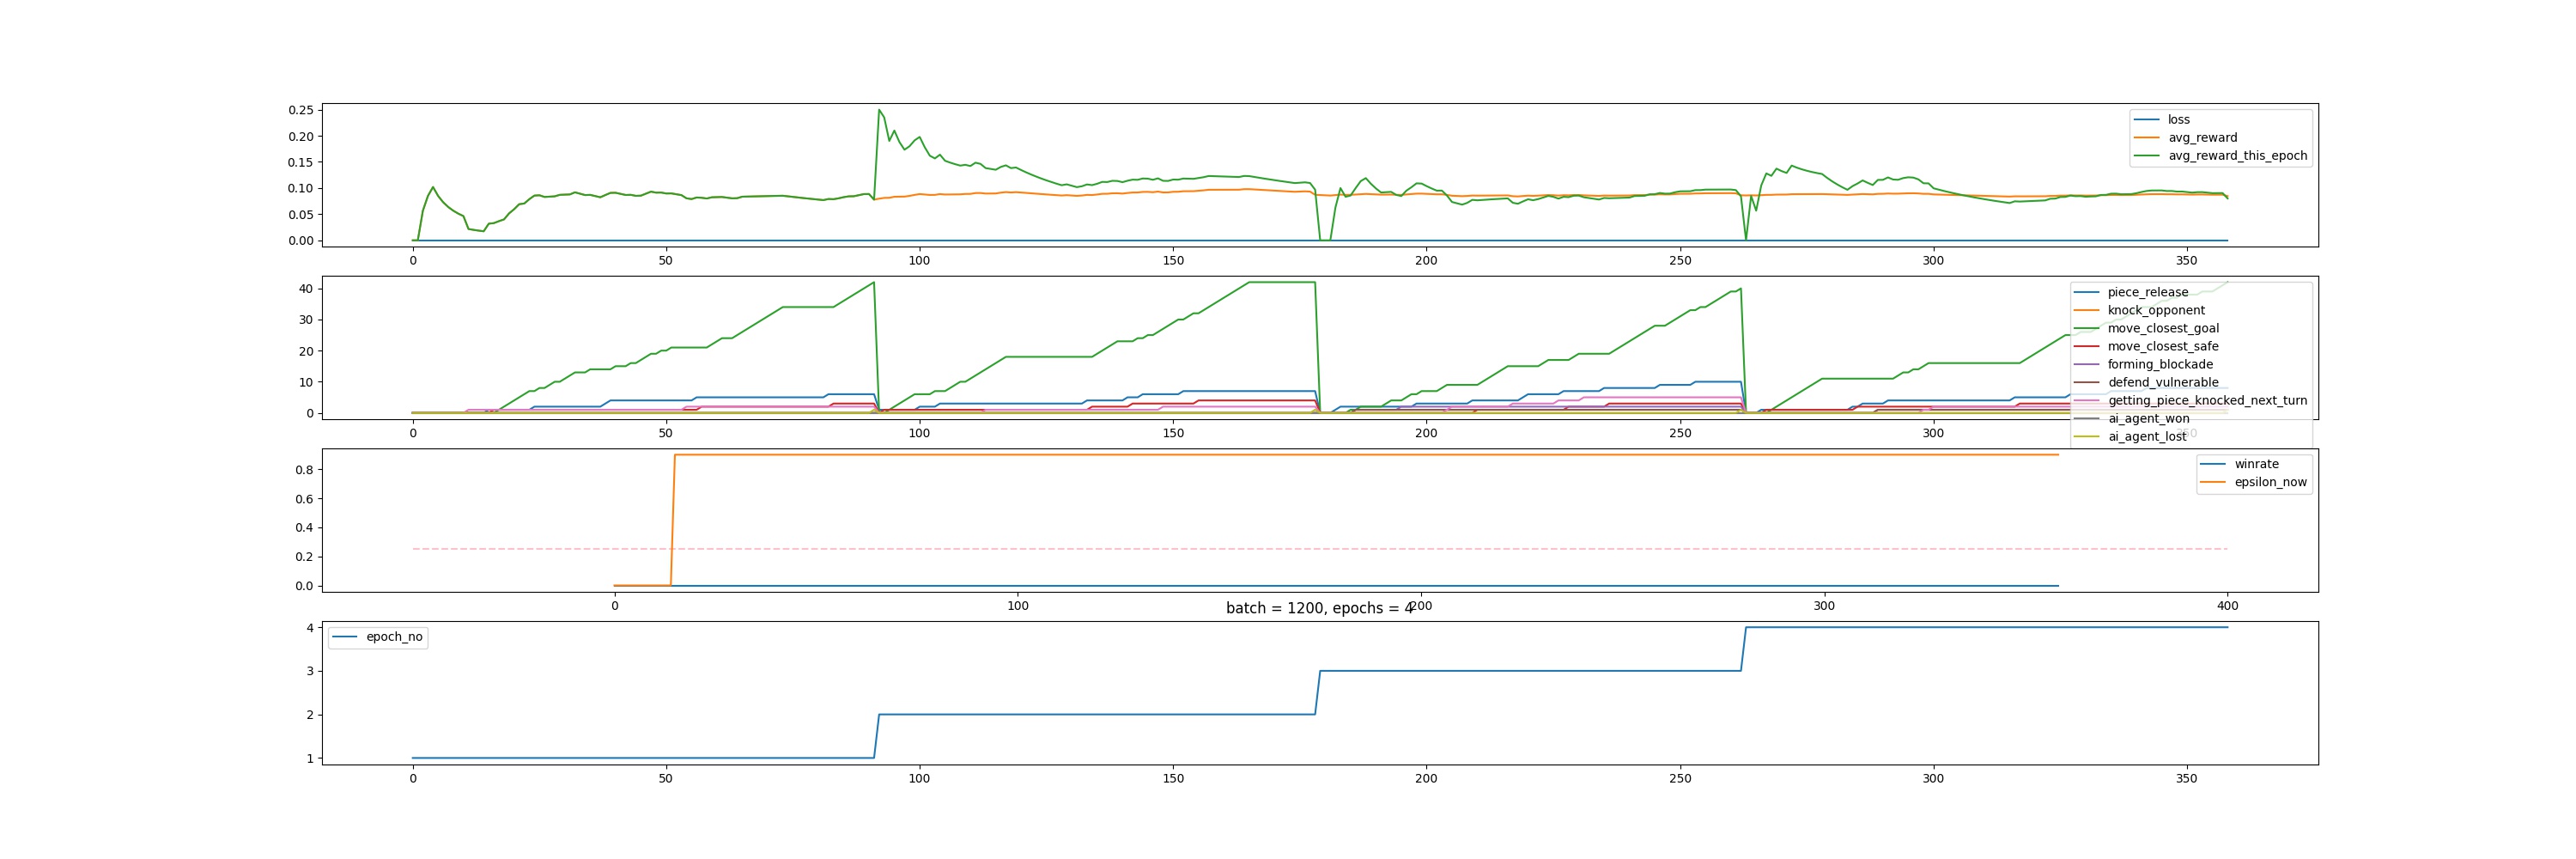 0.25
0.20
0.15
0.10
0.05
0.00
loss
avg_reward
avg_reward_this_epoch
0 50 100 150 200 250 300 350
40
30
20
10
0
piece_release
knock_opponent
move_closest_goal
move_closest_safe
forming_blockade
defend_vulnerable
getting_piece_knocked_next_turn
ai_agent_won
ai_agent_lost
0 50 100 150 200 250 300 350
0.8
0.6
0.4
0.2
0.0
winrate
epsilon_now
0 100 200 300 400
batch = 1200, epochs = 4
4
3
2
1
epoch_no
0 50 100 150 200 250 300 350